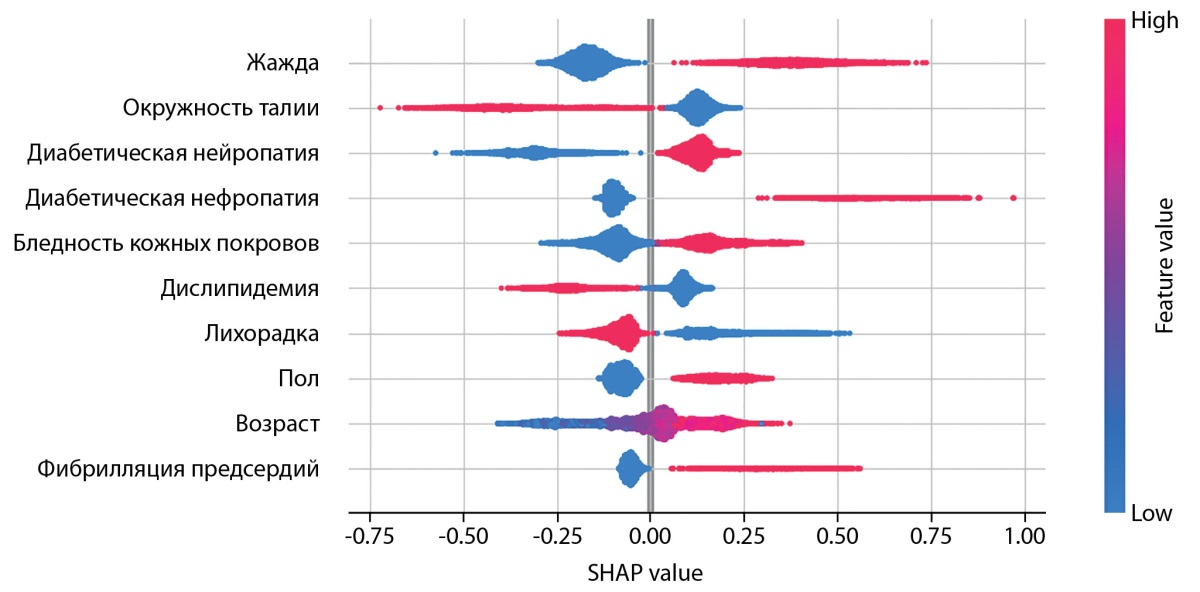 High
Жажда
Окружность талии
Диабетическая нейропатия
Диабетическая нефропатия
Бледность кожных покровов
Дислипидемия
Лихорадка
Пол
Возраст
Фибрилляция предсердий
Feature value
Low
-0.75 -0.50 -0.25 0.00 0.25 0.50 0.75 1.00
SHAP value